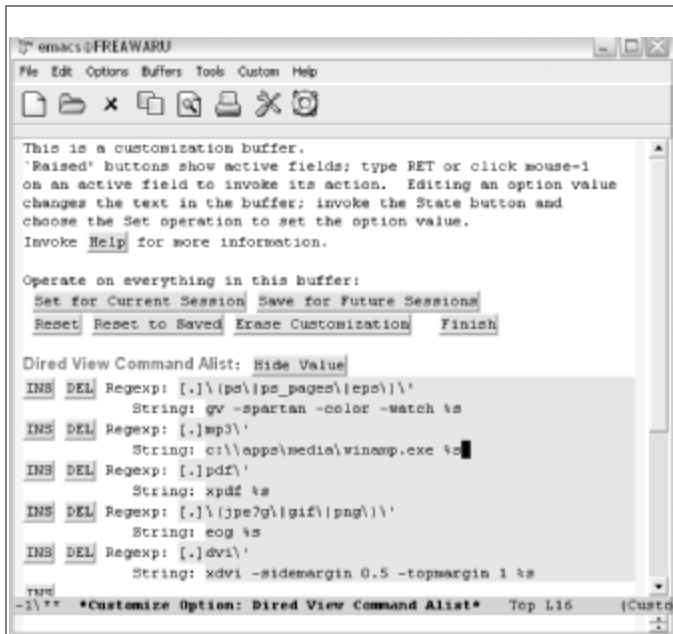 emacs@FREAWARU
File Edit Options Buffers Tools Custom Help
This is a customization buffer.
`Raised' buttons show active fields; type RET or click mouse-1
on an active field to invoke its action.  Editing an option value
changes the text in the buffer; invoke the State button and
choose the Set operation to set the option value.
Invoke Help for more information.
Operate on everything in this buffer:
Set for Current Session Save for Future Sessions
Reset Reset to Saved Erase Customization Finish
Dired View Command Alist: Hide Value
INS DEL Regexp: [.]\(ps\|ps_pages\|eps\)\'
String: gv -spartan -color -watch %s
INS DEL Regexp: [.]mp3\'
String: c:\\apps\media\winamp.exe %s
INS DEL Regexp: [.]pdf\'
String: xpdf %s
INS DEL Regexp: [.]\(jpe?g\|gif\|png\)\'
String: eog %s
INS DEL Regexp: [.]dvi\'
String: xdvi -sidemargin 0.5 -topmargin 1 %s
INS
-1\** *Customize Option: Dired View Command Alist* Top L16 (Custo